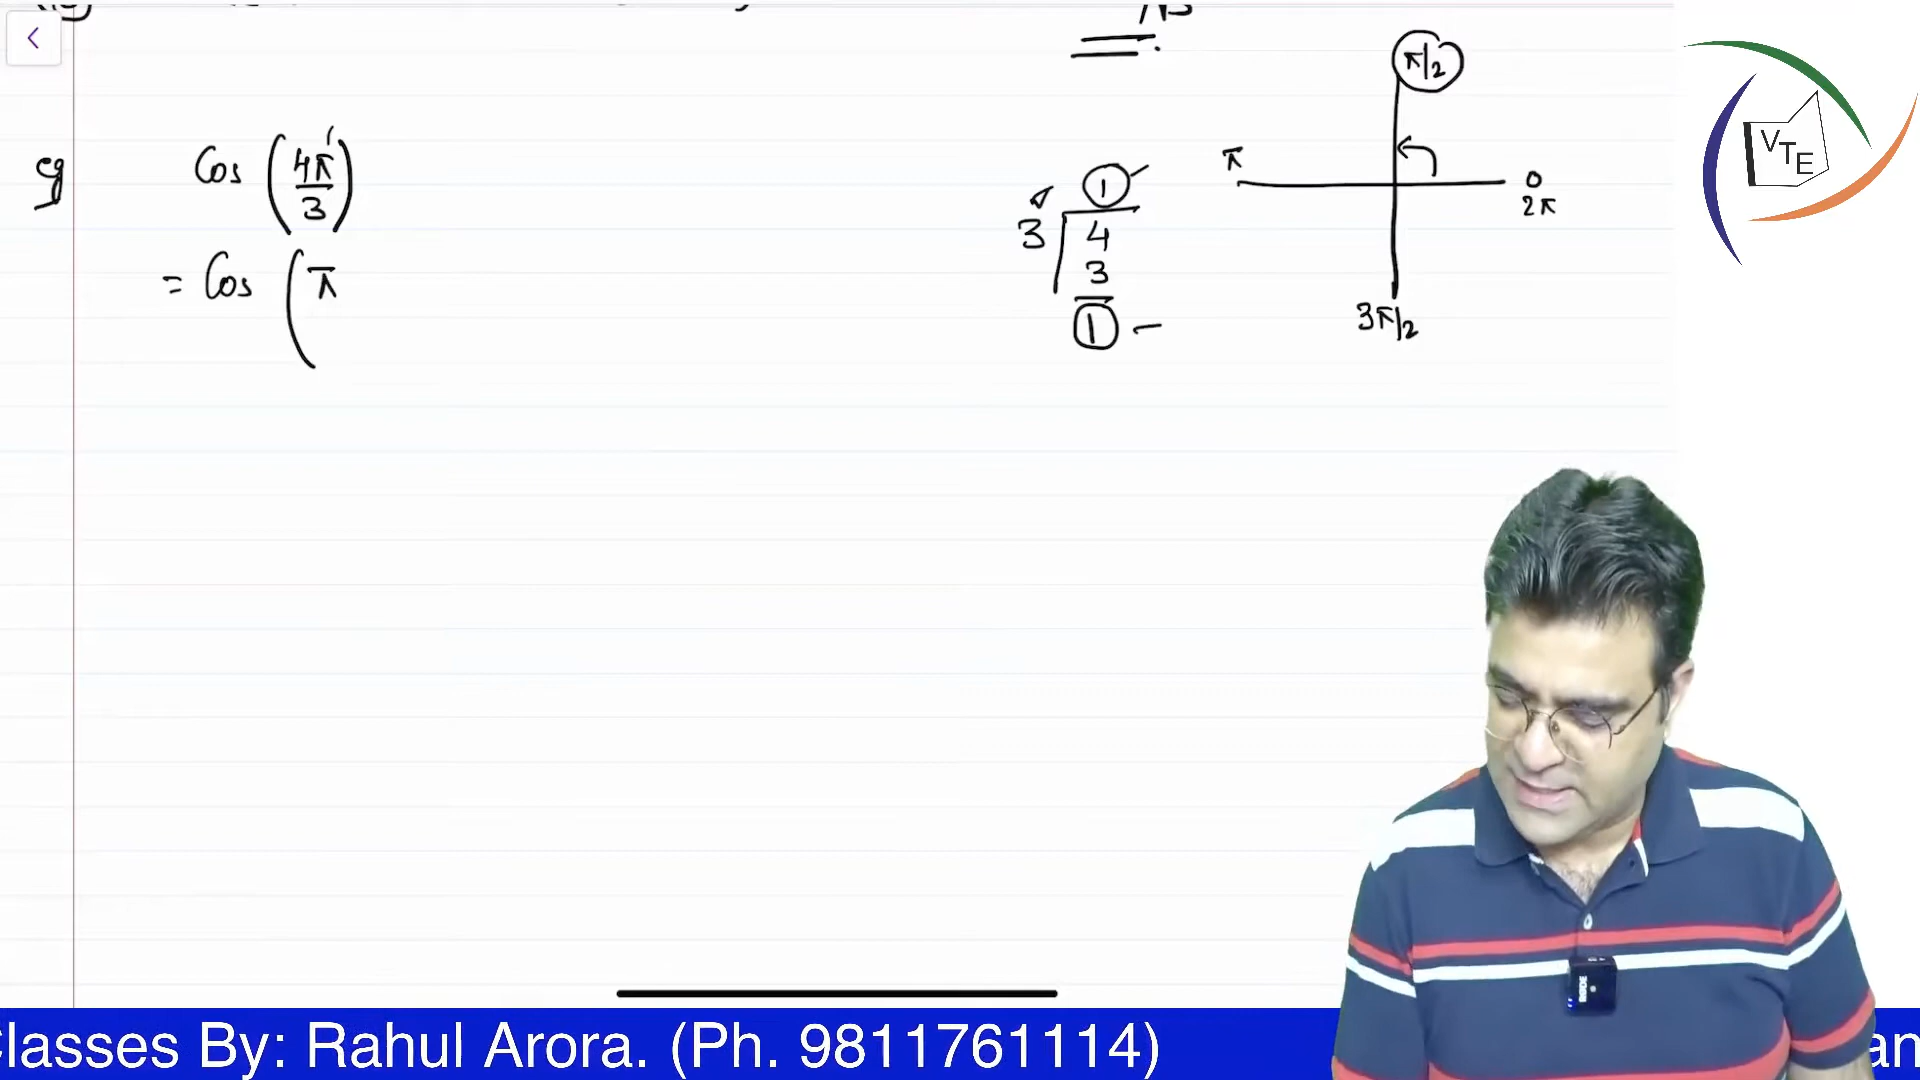 π/2
eg cos (4π/3)
= cos (π
1
3 4
3
1
π
0
2π
3π/2
VTE
Classes By: Rahul Arora. (Ph. 9811761114)